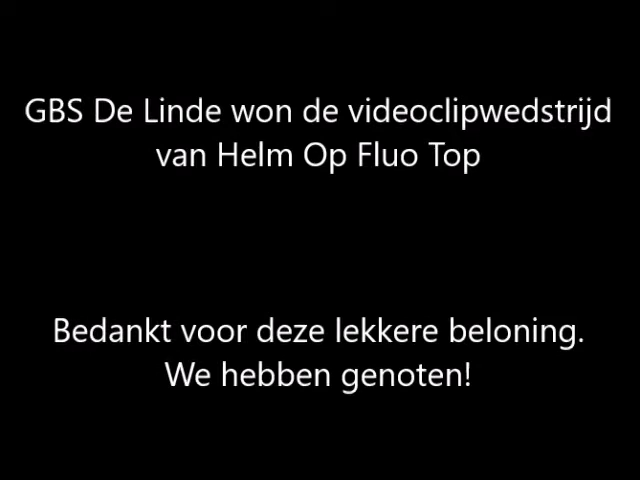 GBS De Linde won de videoclipwedstrijd
van Helm Op Fluo Top
Bedankt voor deze lekkere beloning.
We hebben genoten!